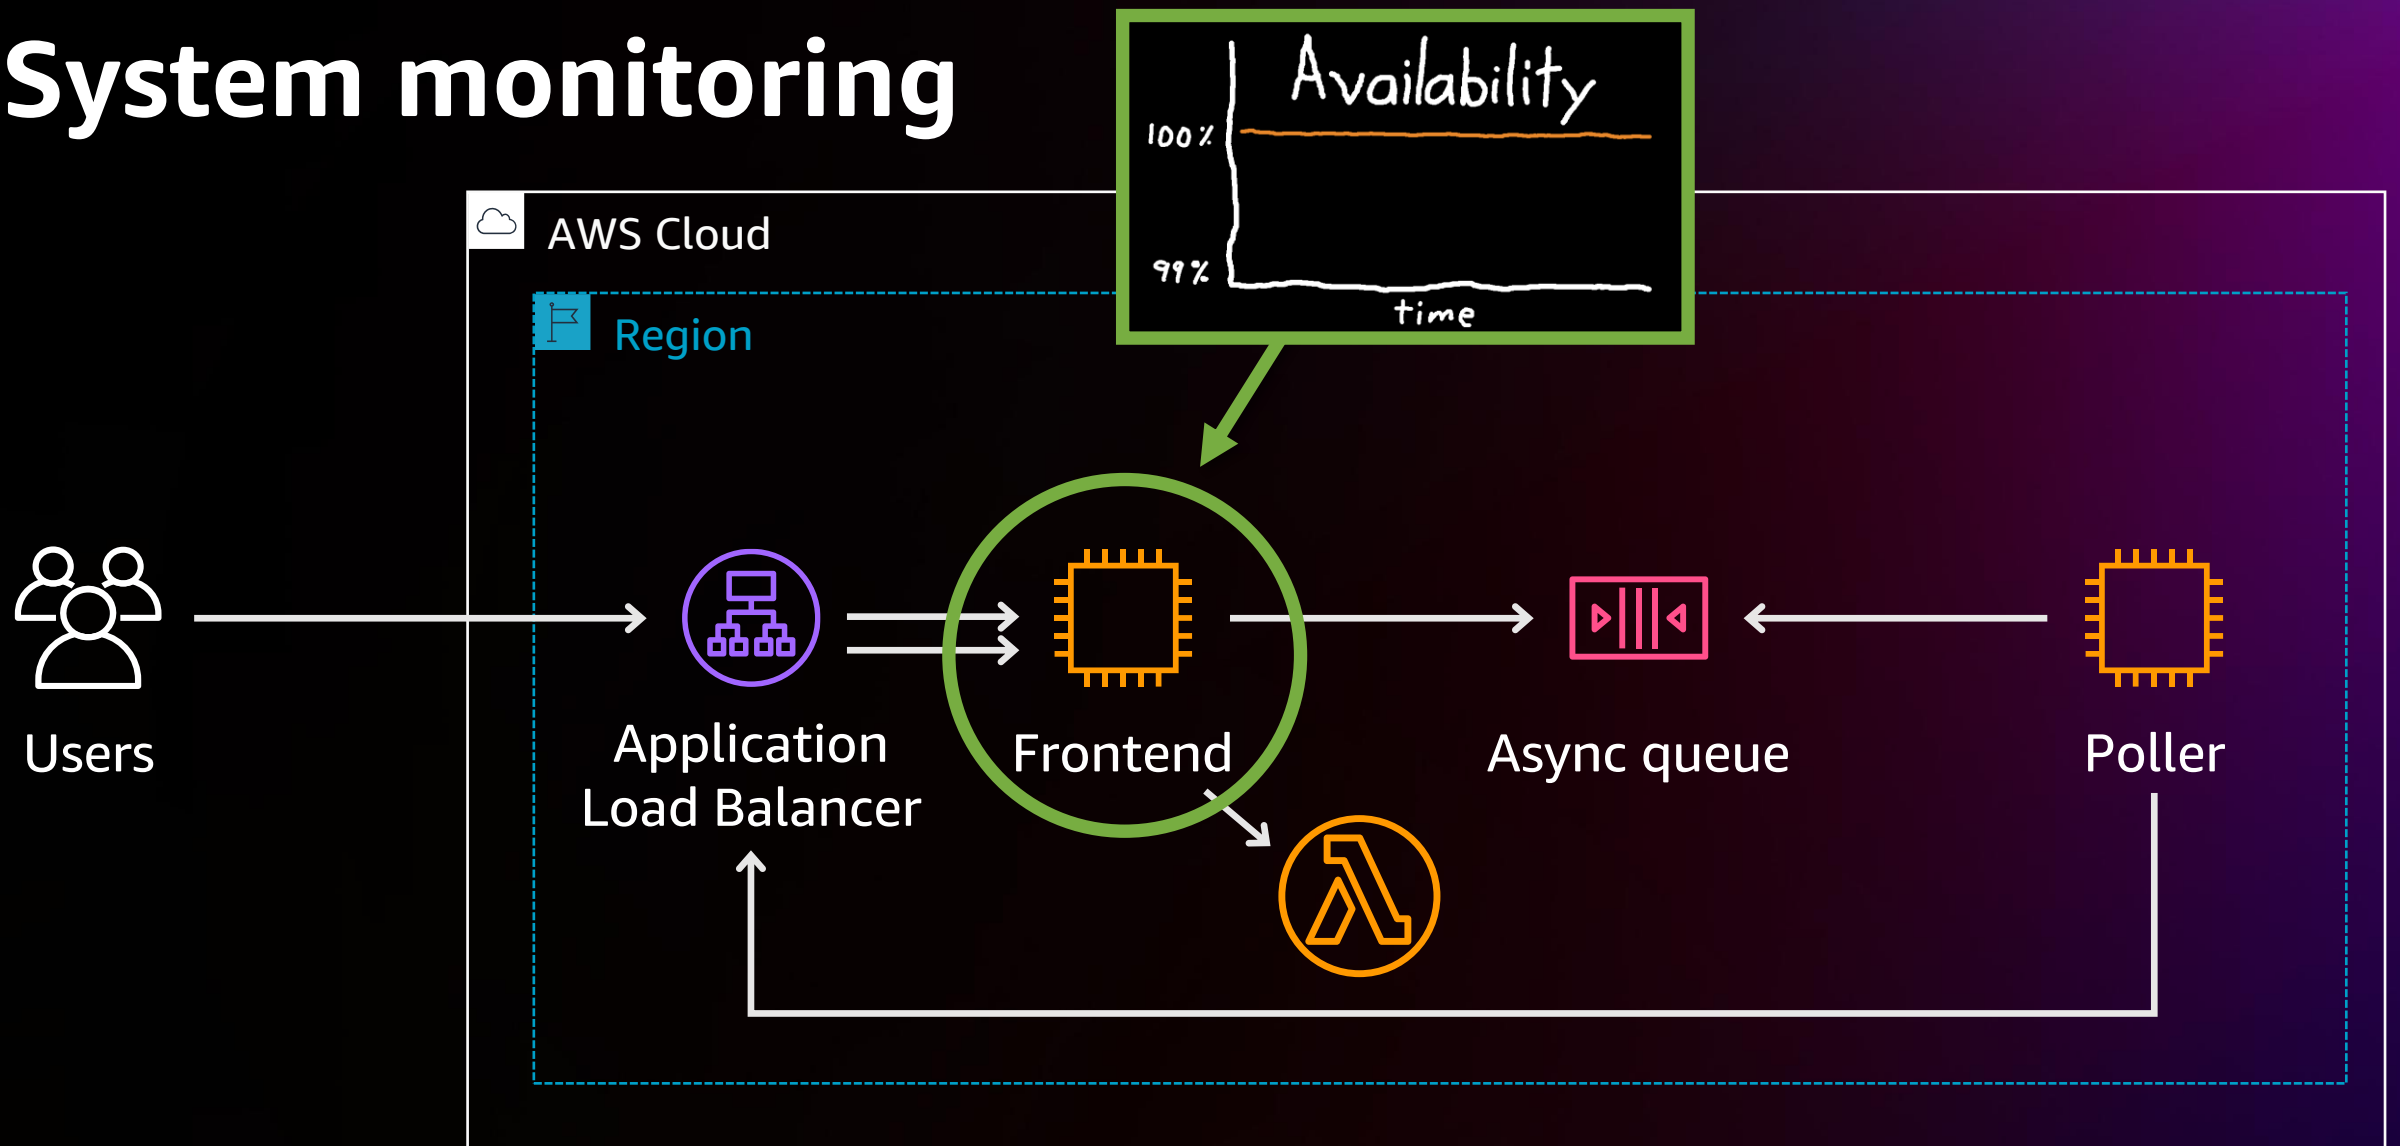 System monitoring
Availability
100%
99%
time
AWS Cloud
Region
Users
Application
Load Balancer
Frontend
Async queue
Poller